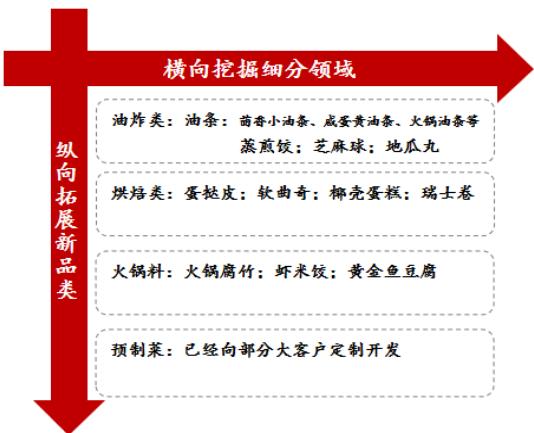 横向挖掘细分领域
纵向拓展新品类
油炸类：油条：茴香小油条、咸蛋黄油条、火锅油条等
蒸煎饺；芝麻球；地瓜丸
烘焙类：蛋挞皮；软曲奇；椰壳蛋糕；瑞士卷
火锅料：火锅腐竹；虾米饺；黄金鱼豆腐
预制菜：已经向部分大客户定制开发